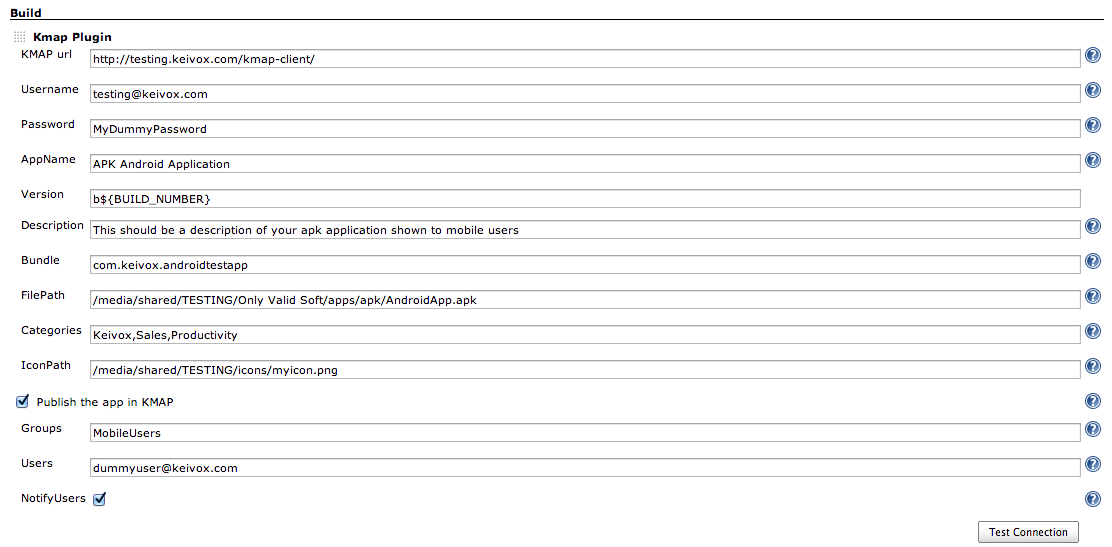 Build
Kmap Plugin
KMAP url http://testing.keivox.com/kmap-client/
Username testing@keivox.com
Password MyDummyPassword
AppName APK Android Application
Version b${BUILD_NUMBER}
Description This should be a description of your apk application shown to mobile users
Bundle com.keivox.androidtestapp
FilePath /media/shared/TESTING/Only Valid Soft/apps/apk/AndroidApp.apk
Categories Keivox,Sales,Productivity
IconPath /media/shared/TESTING/icons/myicon.png
Publish the app in KMAP
Groups MobileUsers
Users dummyuser@keivox.com
NotifyUsers
Test Connection